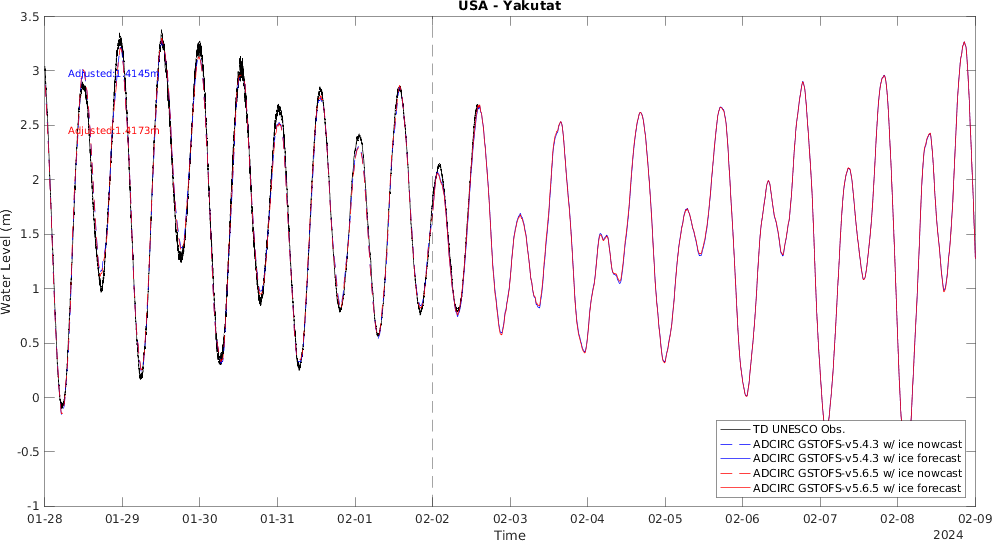 USA - Yakutat
3.5
3
2.5
2
1.5
1
0.5
0
-0.5
-1
Water Level (m)
Adjusted:1.4145m
Adjusted:1.4173m
TD UNESCO Obs.
ADCIRC GSTOFS-v5.4.3 w/ ice nowcast
ADCIRC GSTOFS-v5.4.3 w/ ice forecast
ADCIRC GSTOFS-v5.6.5 w/ ice nowcast
ADCIRC GSTOFS-v5.6.5 w/ ice forecast
01-28 01-29 01-30 01-31 02-01 02-02 02-03 02-04 02-05 02-06 02-07 02-08 02-09
Time
2024